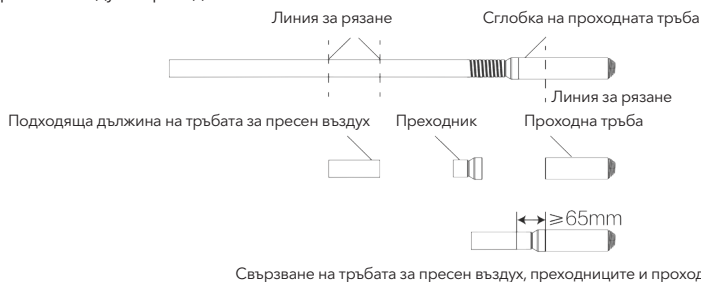 Линия за рязане Сглобка на проходната тръба
Линия за рязане
Подходяща дължина на тръбата за пресен въздух Преходник Проходна тръба
≥65mm
Свързване на тръбата за пресен въздух, преходниците и